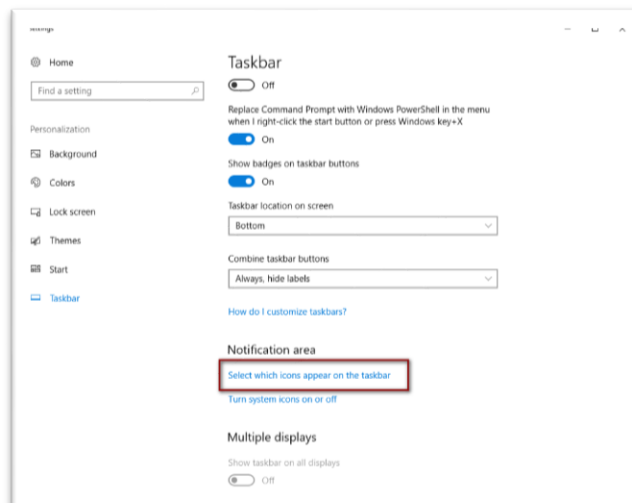 Settings
Home
Find a setting
Personalization
Background
Colors
Lock screen
Themes
Start
Taskbar
Taskbar
Off
Replace Command Prompt with Windows PowerShell in the menu
when I right-click the start button or press Windows key+X
On
Show badges on taskbar buttons
On
Taskbar location on screen
Bottom
Combine taskbar buttons
Always, hide labels
How do I customize taskbars?
Notification area
Select which icons appear on the taskbar
Turn system icons on or off
Multiple displays
Show taskbar on all displays
Off